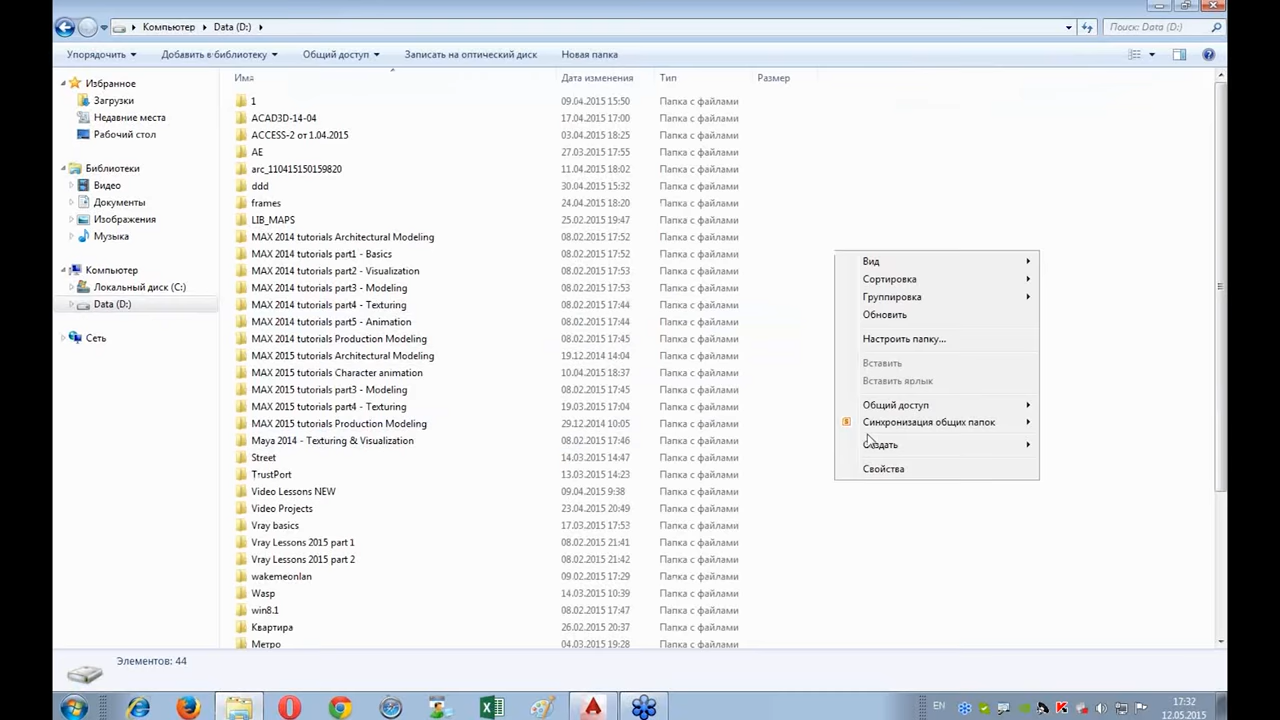 Компьютер
Data (D:)
Поиск: Data (D:)
Упорядочить
Добавить в библиотеку
Общий доступ
Записать на оптический диск
Новая папка
Избранное
Загрузки
Недавние места
Рабочий стол
Библиотеки
Видео
Документы
Изображения
Музыка
Компьютер
Локальный диск (C:)
Data (D:)
Сеть
Имя Дата изменения Тип Размер
1 09.04.2015 15:50 Папка с файлами
ACAD3D-14-04 17.04.2015 17:00 Папка с файлами
ACCESS-2 от 1.04.2015 03.04.2015 18:25 Папка с файлами
AE 27.03.2015 17:55 Папка с файлами
arc_110415150159820 11.04.2015 18:02 Папка с файлами
ddd 30.04.2015 15:32 Папка с файлами
frames 24.04.2015 18:20 Папка с файлами
LIB_MAPS 25.02.2015 19:47 Папка с файлами
MAX 2014 tutorials Architectural Modeling 08.02.2015 17:52 Папка с файлами
MAX 2014 tutorials part1 - Basics 08.02.2015 17:52 Папка с файлами
MAX 2014 tutorials part2 - Visualization 08.02.2015 17:53 Папка с файлами
MAX 2014 tutorials part3 - Modeling 08.02.2015 17:52 Папка с файлами
MAX 2014 tutorials part4 - Texturing 08.02.2015 17:44 Папка с файлами
MAX 2014 tutorials part5 - Animation 08.02.2015 17:44 Папка с файлами
MAX 2014 tutorials Production Modeling 08.02.2015 17:44 Папка с файлами
MAX 2015 tutorials Architectural Modeling 19.12.2014 14:04 Папка с файлами
MAX 2015 tutorials Character animation 10.04.2015 18:37 Папка с файлами
MAX 2015 tutorials part3 - Modeling 08.02.2015 17:45 Папка с файлами
MAX 2015 tutorials part4 - Texturing 19.03.2015 17:04 Папка с файлами
MAX 2015 tutorials Production Modeling 29.12.2014 10:05 Папка с файлами
Maya 2014 - Texturing & Visualization 08.02.2015 17:46 Папка с файлами
Street 14.03.2015 22:03 Папка с файлами
TrustPort 13.03.2015 14:23 Папка с файлами
Video Lessons NEW 09.04.2015 9:38 Папка с файлами
Video Projects 23.04.2015 20:49 Папка с файлами
Vray basics 17.03.2015 17:53 Папка с файлами
Vray Lessons 2015 part 1 08.02.2015 21:41 Папка с файлами
Vray Lessons 2015 part 2 08.02.2015 21:42 Папка с файлами
wakemeonlan 09.02.2015 17:29 Папка с файлами
Wasp 14.03.2015 10:39 Папка с файлами
win8.1 08.02.2015 17:47 Папка с файлами
Квартира 26.02.2015 20:37 Папка с файлами
Метро 04.03.2015 19:28 Папка с файлами
Вид
Сортировка
Группировка
Обновить
Настроить папку...
Вставить
Вставить ярлык
Общий доступ
Синхронизация общих папок
Создать
Свойства
Элементов: 44
EN
17:32
12.05.2015